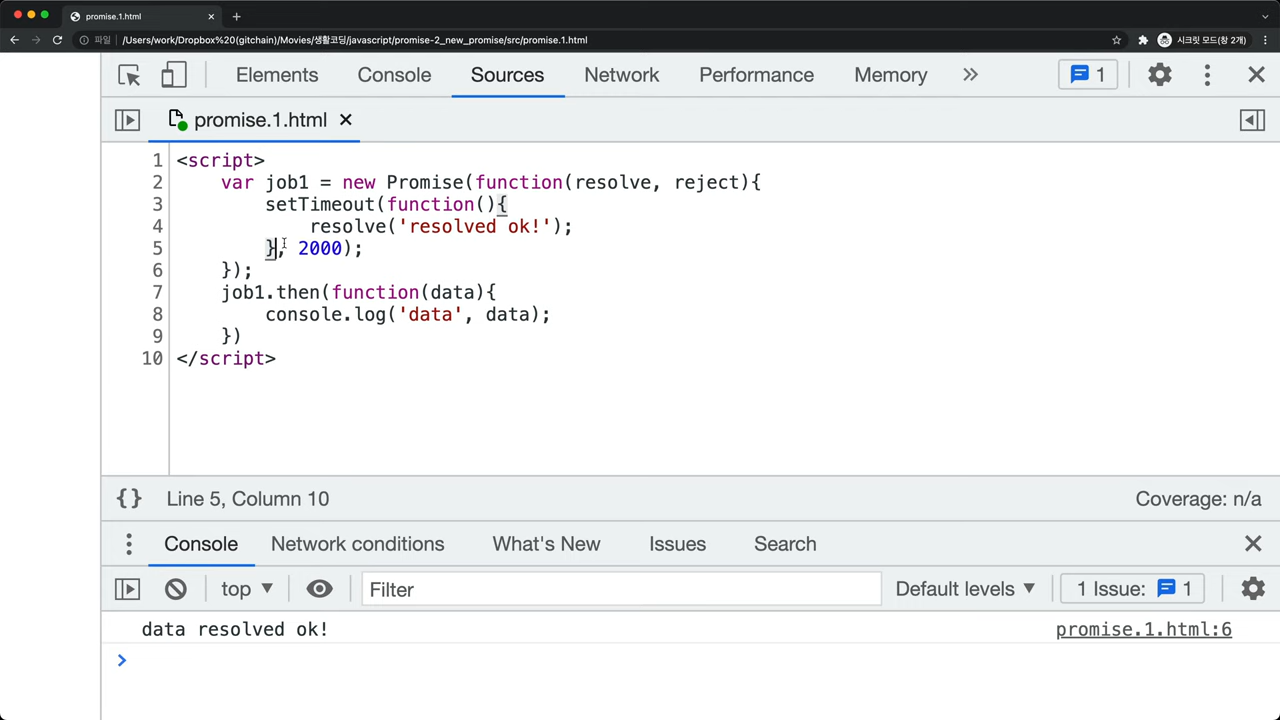 promise.1.html
파일 /Users/work/Dropbox%20(gitchain)/Movies/생활코딩/javascript/promise-2_new_promise/src/promise.1.html 시크릿 모드(창 2개)
Elements Console Sources Network Performance Memory 1
promise.1.html
1 <script>
2 var job1 = new Promise(function(resolve, reject){
3 setTimeout(function(){
4 resolve('resolved ok!');
5 }, 2000);
6 });
7 job1.then(function(data){
8 console.log('data', data);
9 })
10 </script>
{} Line 5, Column 10 Coverage: n/a
Console Network conditions What's New Issues Search
top Filter Default levels 1 Issue: 1
data resolved ok! promise.1.html:6